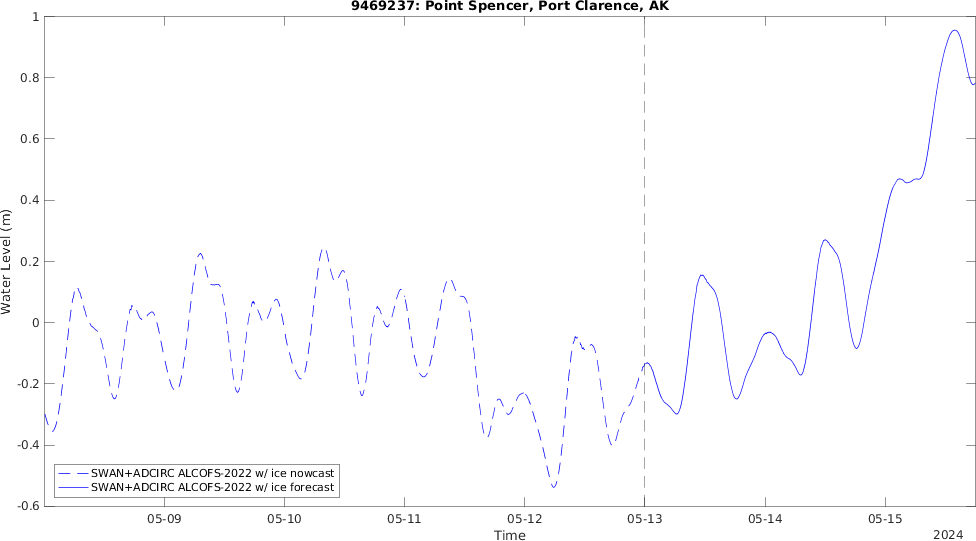 9469237: Point Spencer, Port Clarence, AK
1
0.8
0.6
0.4
0.2
0
-0.2
-0.4
-0.6
Water Level (m)
SWAN+ADCIRC ALCOFS-2022 w/ ice nowcast
SWAN+ADCIRC ALCOFS-2022 w/ ice forecast
05-09 05-10 05-11 05-12 05-13 05-14 05-15
Time
2024